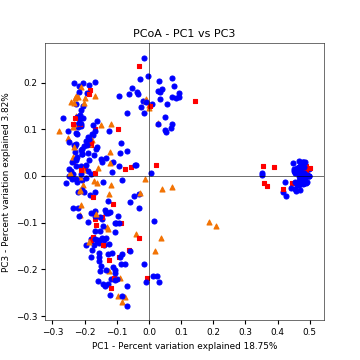 PCoA - PC1 vs PC3
PC3 - Percent variation explained 3.82%
0.2
0.1
0.0
−0.1
−0.2
−0.3
−0.3 −0.2 −0.1 0.0 0.1 0.2 0.3 0.4 0.5
PC1 - Percent variation explained 18.75%